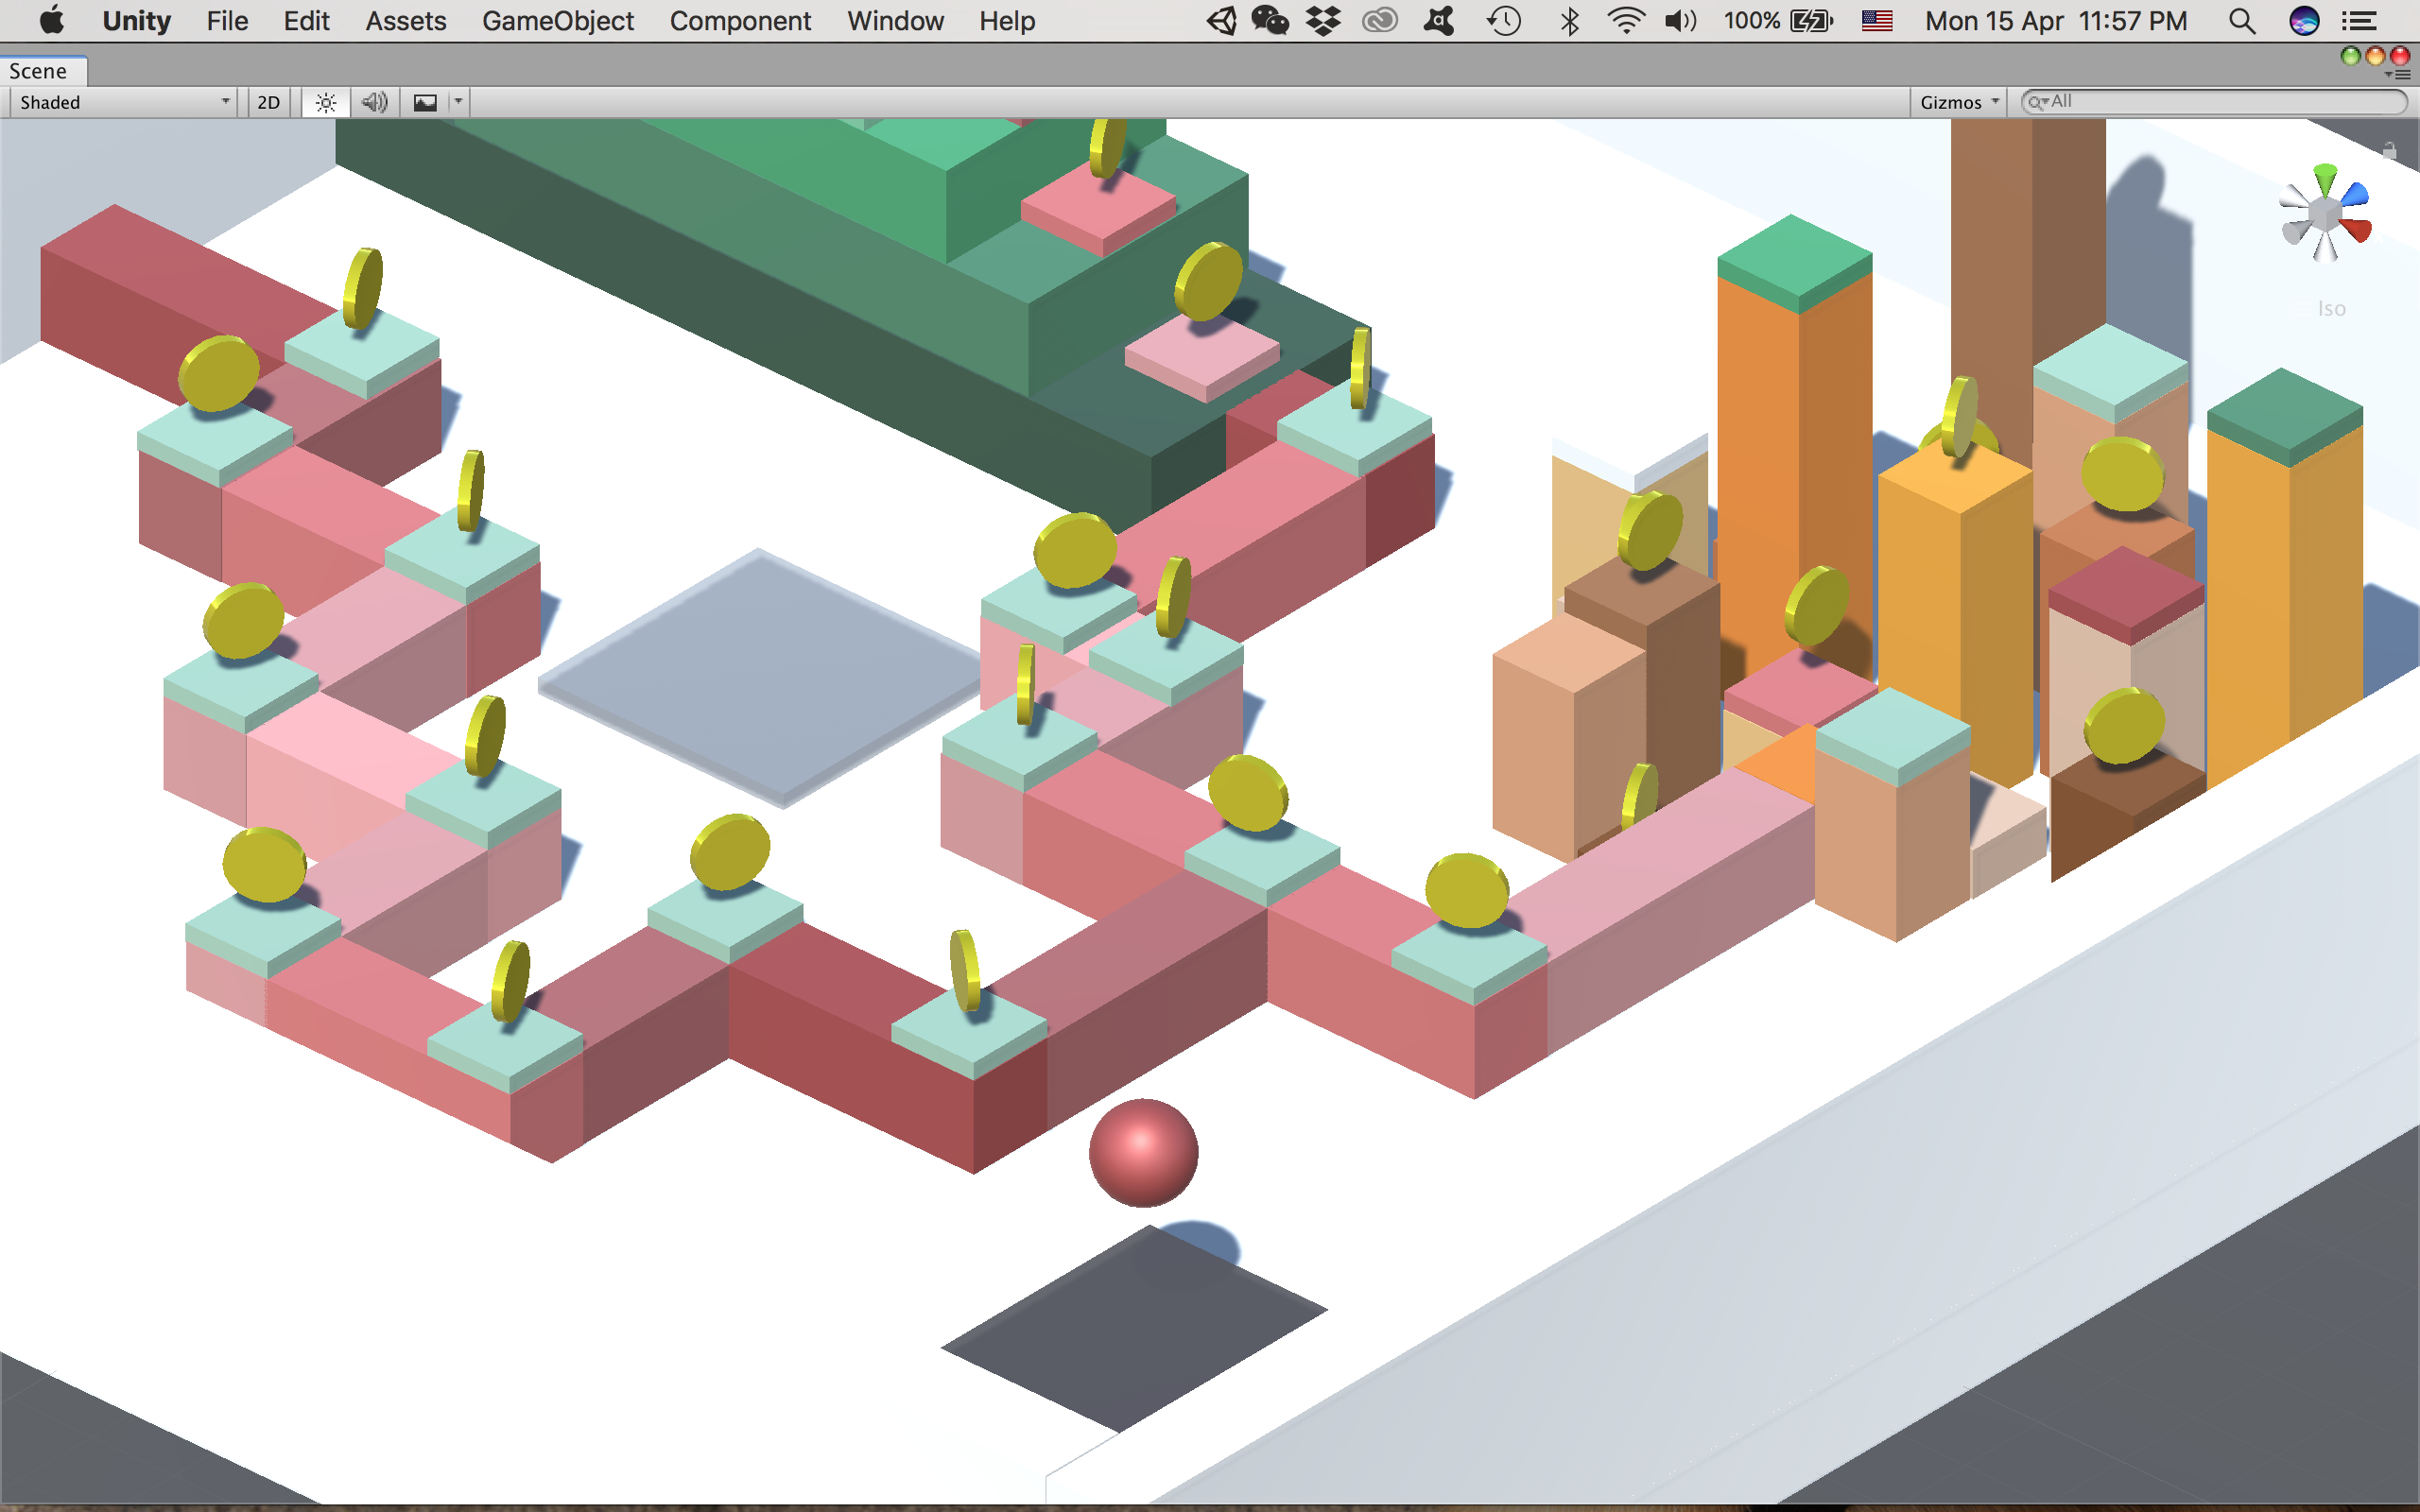 Unity File Edit Assets GameObject Component Window Help 100% Mon 15 Apr 11:57 PM
Scene
Shaded 2D Gizmos All
Iso